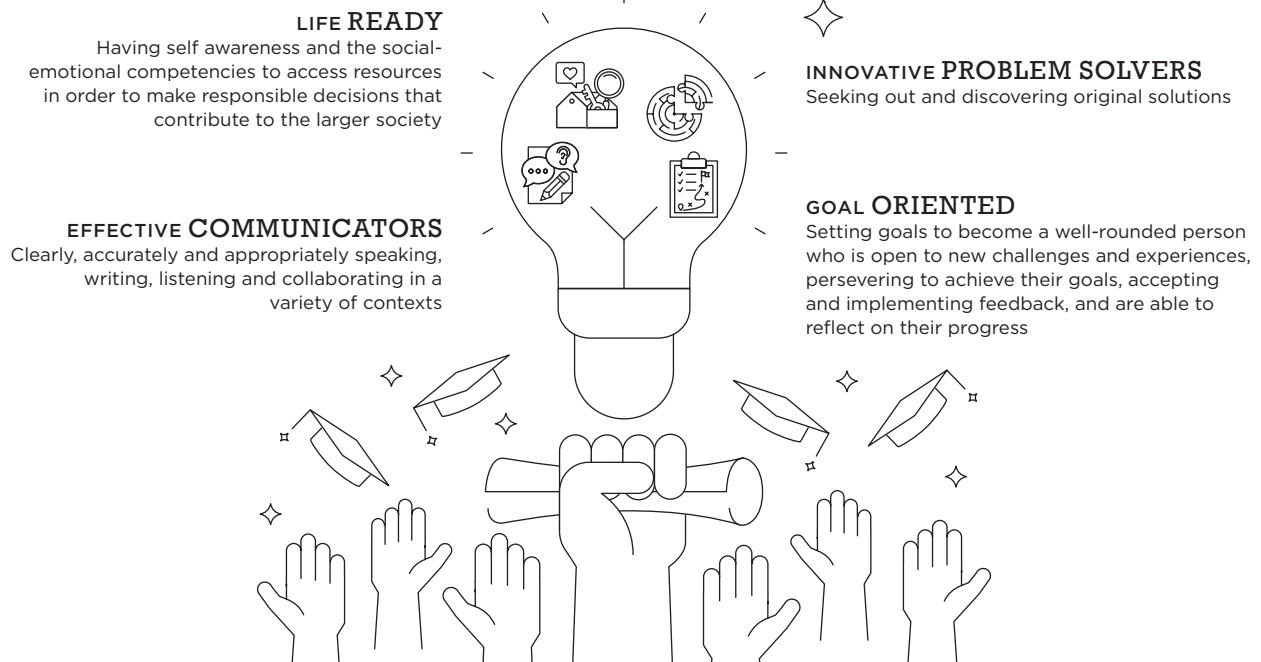 LIFE READY
Having self awareness and the social-
emotional competencies to access resources
in order to make responsible decisions that
contribute to the larger society
EFFECTIVE COMMUNICATORS
Clearly, accurately and appropriately speaking,
writing, listening and collaborating in a
variety of contexts
INNOVATIVE PROBLEM SOLVERS
Seeking out and discovering original solutions
GOAL ORIENTED
Setting goals to become a well-rounded person
who is open to new challenges and experiences,
persevering to achieve their goals, accepting
and implementing feedback, and are able to
reflect on their progress